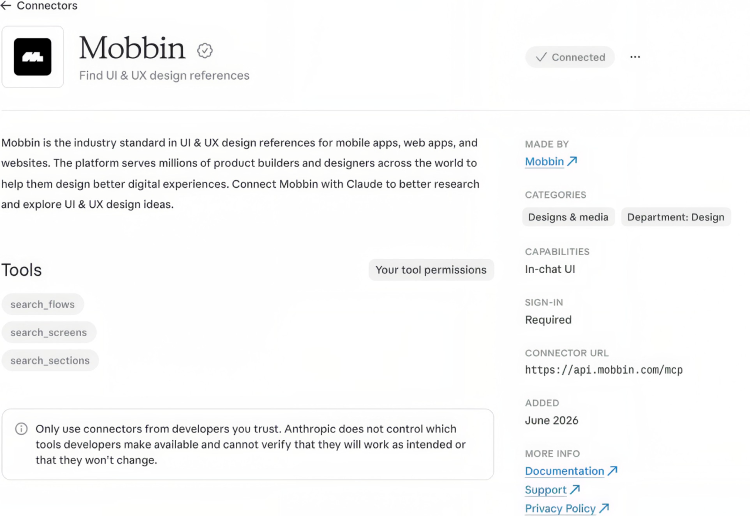 ← Connectors
Mobbin
Find UI & UX design references
Connected
...
Mobbin is the industry standard in UI & UX design references for mobile apps, web apps, and
websites. The platform serves millions of product builders and designers across the world to
help them design better digital experiences. Connect Mobbin with Claude to better research
and explore UI & UX design ideas.
Tools
Your tool permissions
search_flows
search_screens
search_sections
Only use connectors from developers you trust. Anthropic does not control which
tools developers make available and cannot verify that they will work as intended or
that they won't change.
MADE BY
Mobbin
CATEGORIES
Designs & media
Department: Design
CAPABILITIES
In-chat UI
SIGN-IN
Required
CONNECTOR URL
https://api.mobbin.com/mcp
ADDED
June 2026
MORE INFO
Documentation
Support
Privacy Policy